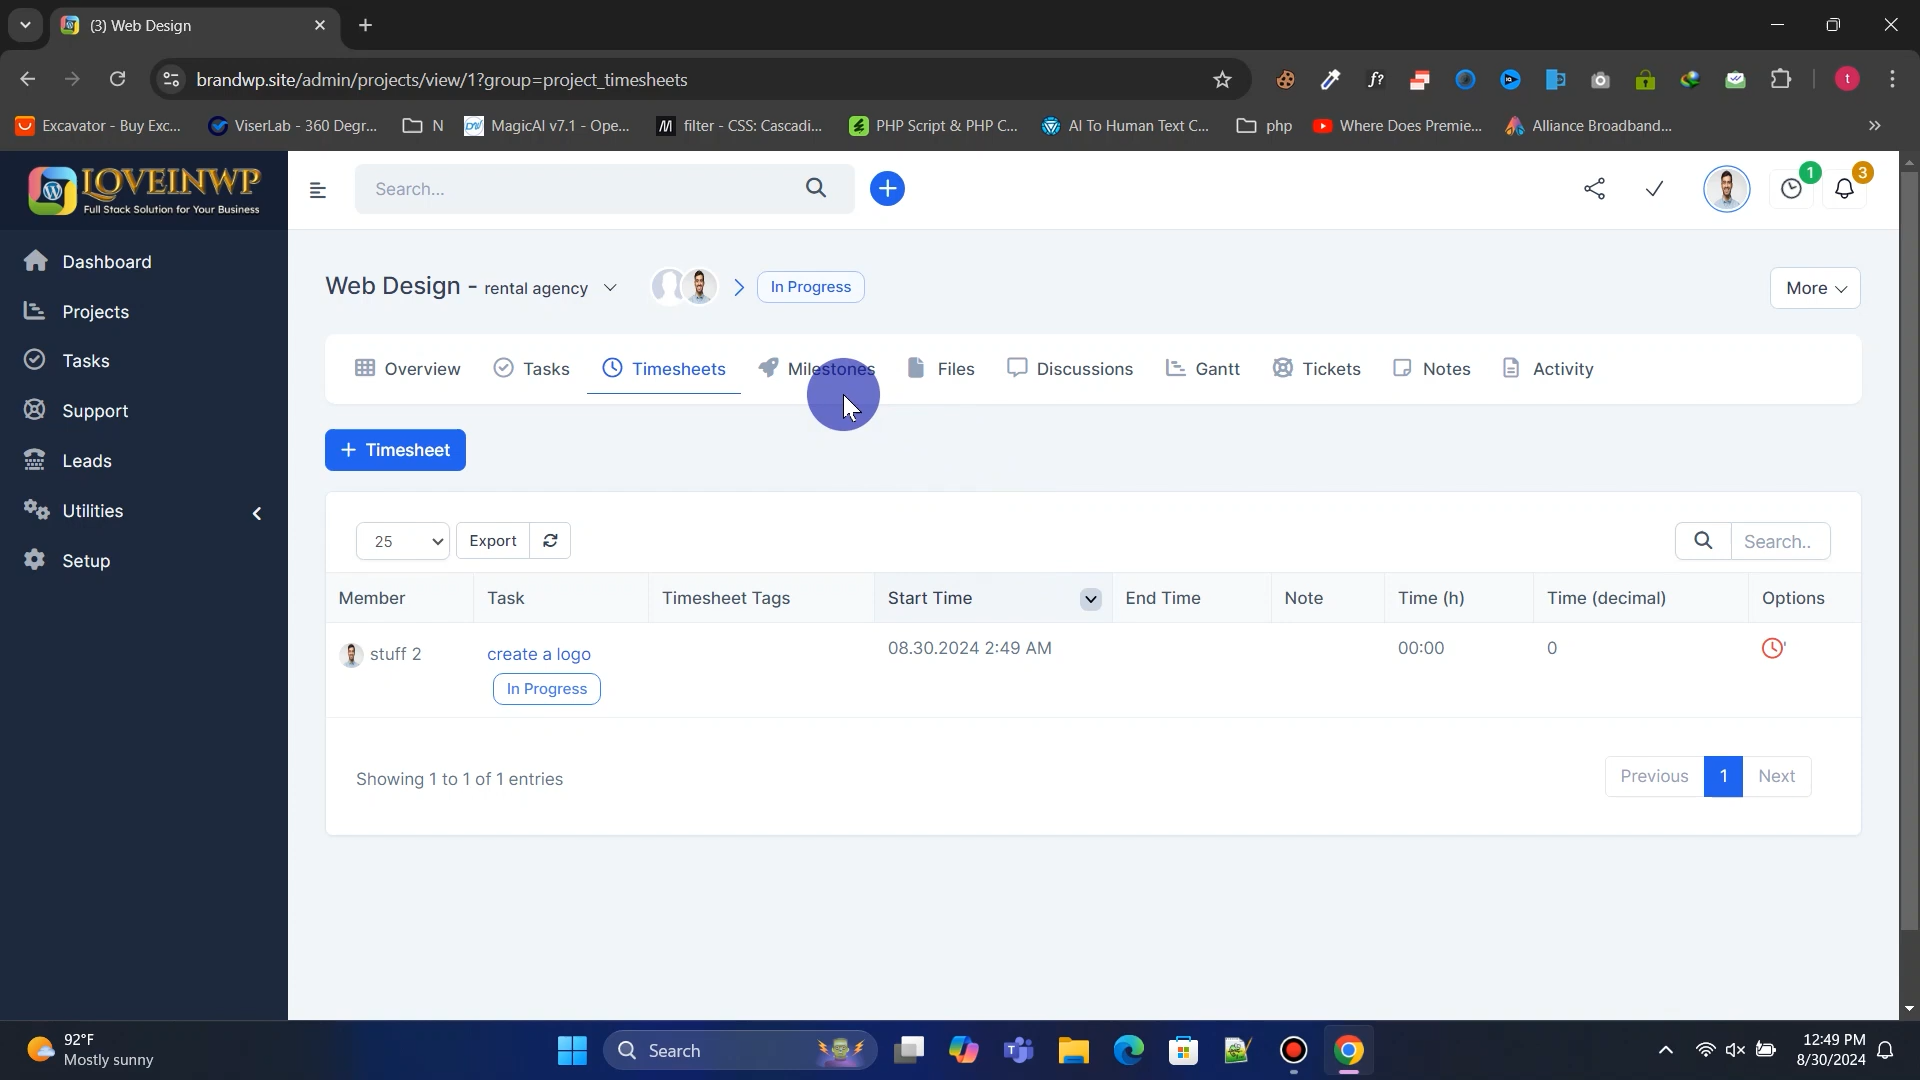 (3) Web Design
brandwp.site/admin/projects/view/1?group=project_timesheets
Excavator - Buy Exc...
ViserLab - 360 Degr...
N
MagicAI v7.1 - Ope...
filter - CSS: Cascadi...
PHP Script & PHP C...
AI To Human Text C...
php
Where Does Premie...
Alliance Broadband...
LOVEINWP
Full Stack Solution for Your Business
Search...
1
3
Dashboard
Projects
Tasks
Support
Leads
Utilities
Setup
Web Design - rental agency
In Progress
More
Overview
Tasks
Timesheets
Milestones
Files
Discussions
Gantt
Tickets
Notes
Activity
+ Timesheet
25
Export
Search..
Member
Task
Timesheet Tags
Start Time
End Time
Note
Time (h)
Time (decimal)
Options
stuff 2
create a logo
In Progress
08.30.2024 2:49 AM
00:00
0
Showing 1 to 1 of 1 entries
Previous
1
Next
92°F
Mostly sunny
Search
12:49 PM
8/30/2024